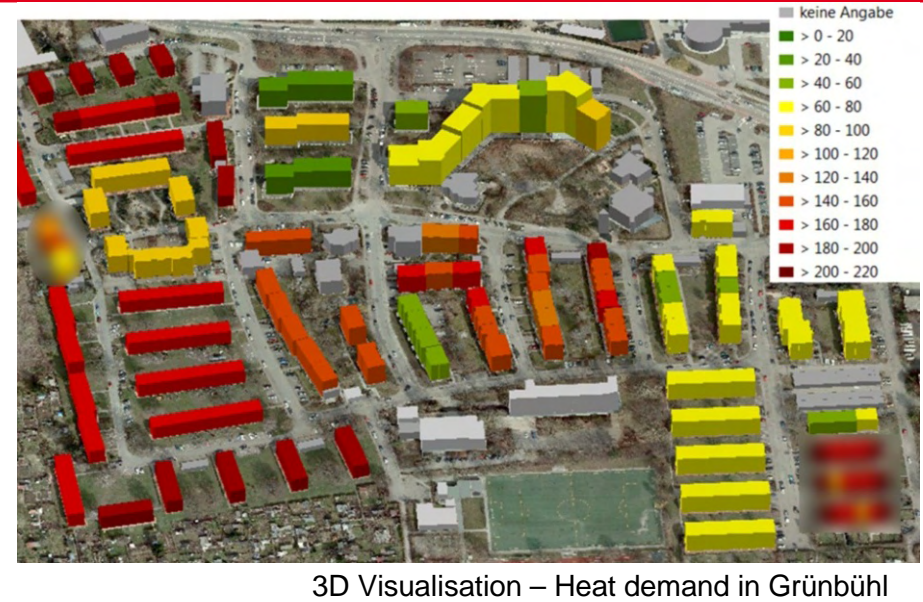 keine Angabe
> 0 - 20
> 20 - 40
> 40 - 60
> 60 - 80
> 80 - 100
> 100 - 120
> 120 - 140
> 140 - 160
> 160 - 180
> 180 - 200
> 200 - 220
3D Visualisation – Heat demand in Grünbühl